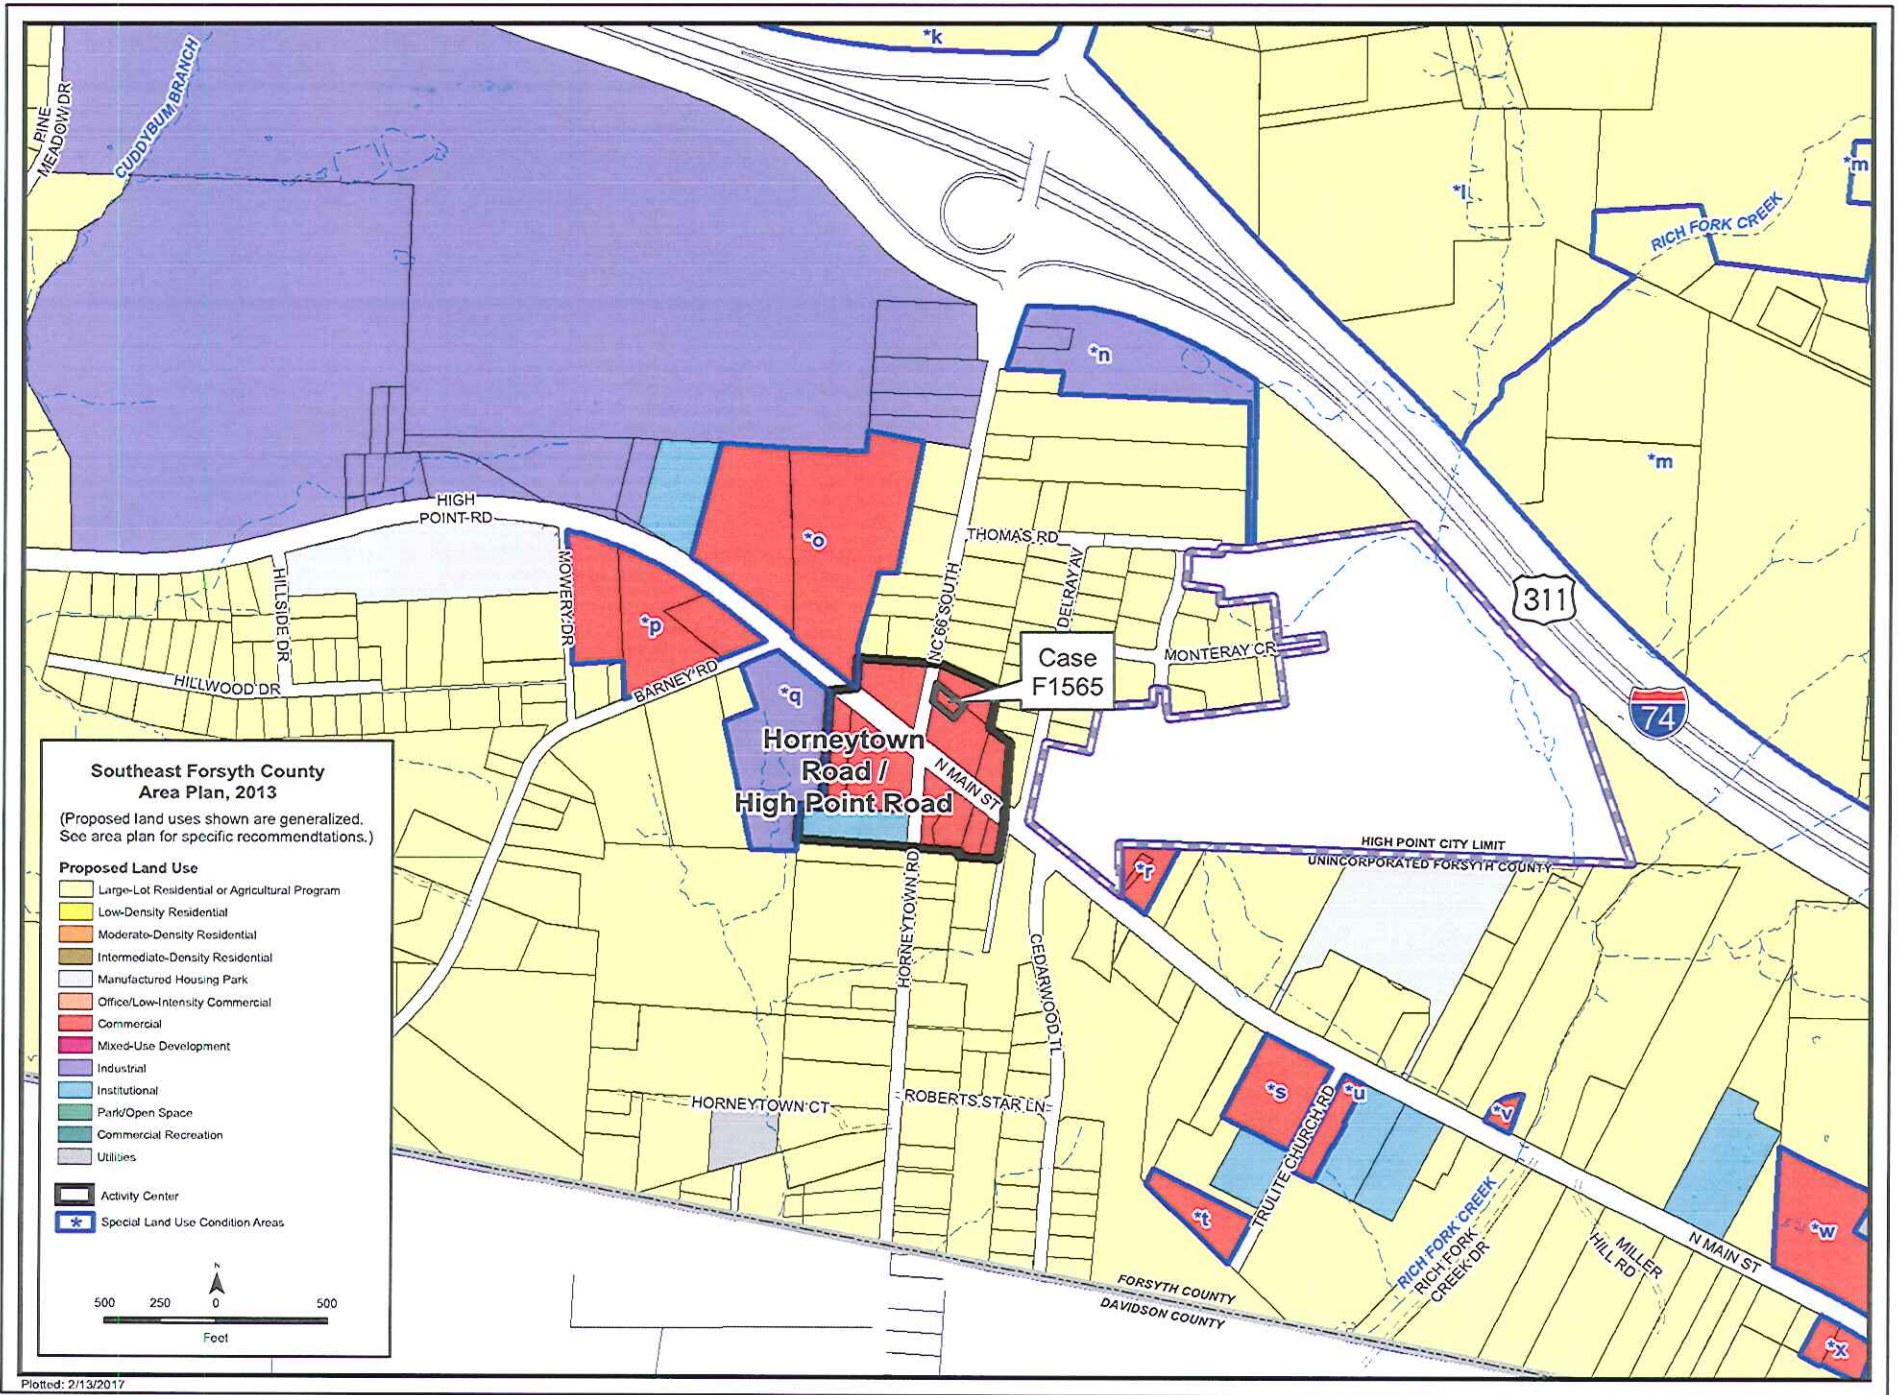 *k
PINE
MEADOW DR
CUDDYBUM BRANCH
*l
*m
RICH FORK CREEK
*n
*m
HIGH
POINT RD
*o
THOMAS RD
DELRAY AV
NC 66 SOUTH
311
HILLSIDE DR
MOWERY DR
*p
MONTERAY CR
Case
F1565
HILLWOOD DR
BARNEY RD
*q
74
Horneytown
Road /
High Point Road
N MAIN ST
HIGH POINT CITY LIMIT
UNINCORPORATED FORSYTH COUNTY
*r
HORNEYTOWN RD
CEDARWOOD TL
HORNEYTOWN CT
ROBERTS STAR LN
*s
*u
*v
TRULITE CHURCH RD
*t
RICH FORK CREEK
RICH FORK
CREEK DR
MILLER
HILL RD
N MAIN ST
*w
*x
FORSYTH COUNTY
DAVIDSON COUNTY
Southeast Forsyth County
Area Plan, 2013
(Proposed land uses shown are generalized.
See area plan for specific recommendtations.)
Proposed Land Use
Large-Lot Residential or Agricultural Program
Low-Density Residential
Moderate-Density Residential
Intermediate-Density Residential
Manufactured Housing Park
Office/Low-Intensity Commercial
Commercial
Mixed-Use Development
Industrial
Institutional
Park/Open Space
Commercial Recreation
Utilities
Activity Center
* Special Land Use Condition Areas
N
500 250 0 500
Feet
Plotted: 2/13/2017